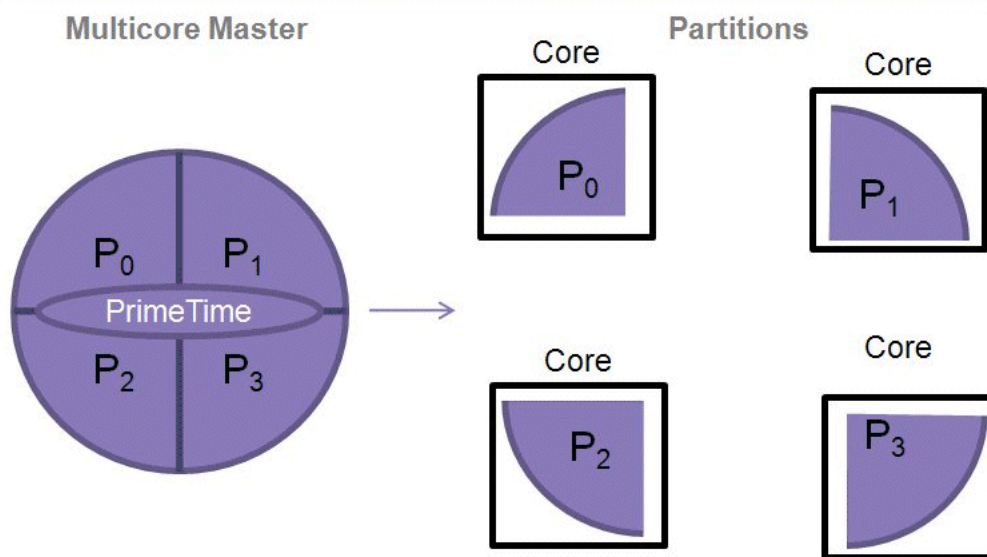 Multicore Master
Partitions
Core
Core
P₀
P₁
P₀
P₁
PrimeTime
P₂
P₃
Core
Core
P₂
P₃